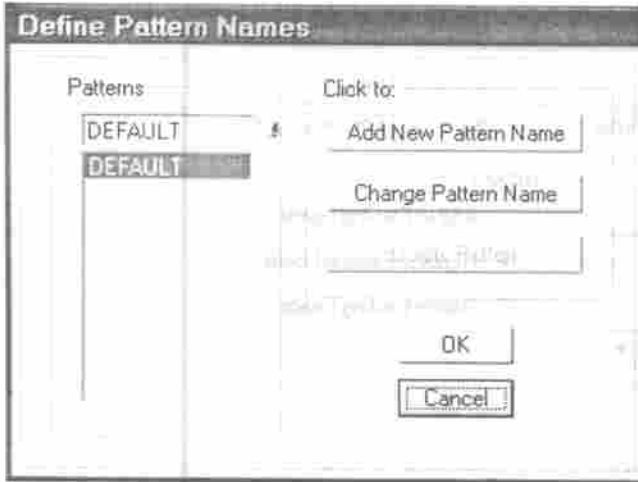 Define Pattern Names
Patterns
DEFAULT
DEFAULT
Click to:
Add New Pattern Name
Change Pattern Name
OK
Cancel